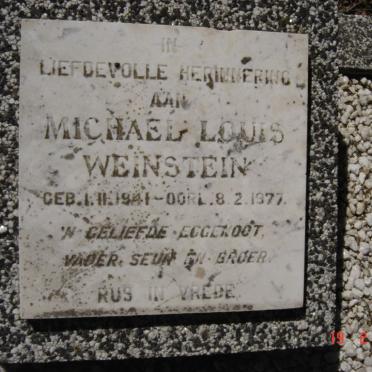 IN
LIEFDEVOLLE HERINNERING
AAN
MICHAEL LOUIS
WEINSTEIN
GEB. 1.11.1941 - OORL. 8.2.1977.
'N GELIEFDE EGGENOOT,
VADER, SEUN EN BROER.
RUS IN VREDE
19